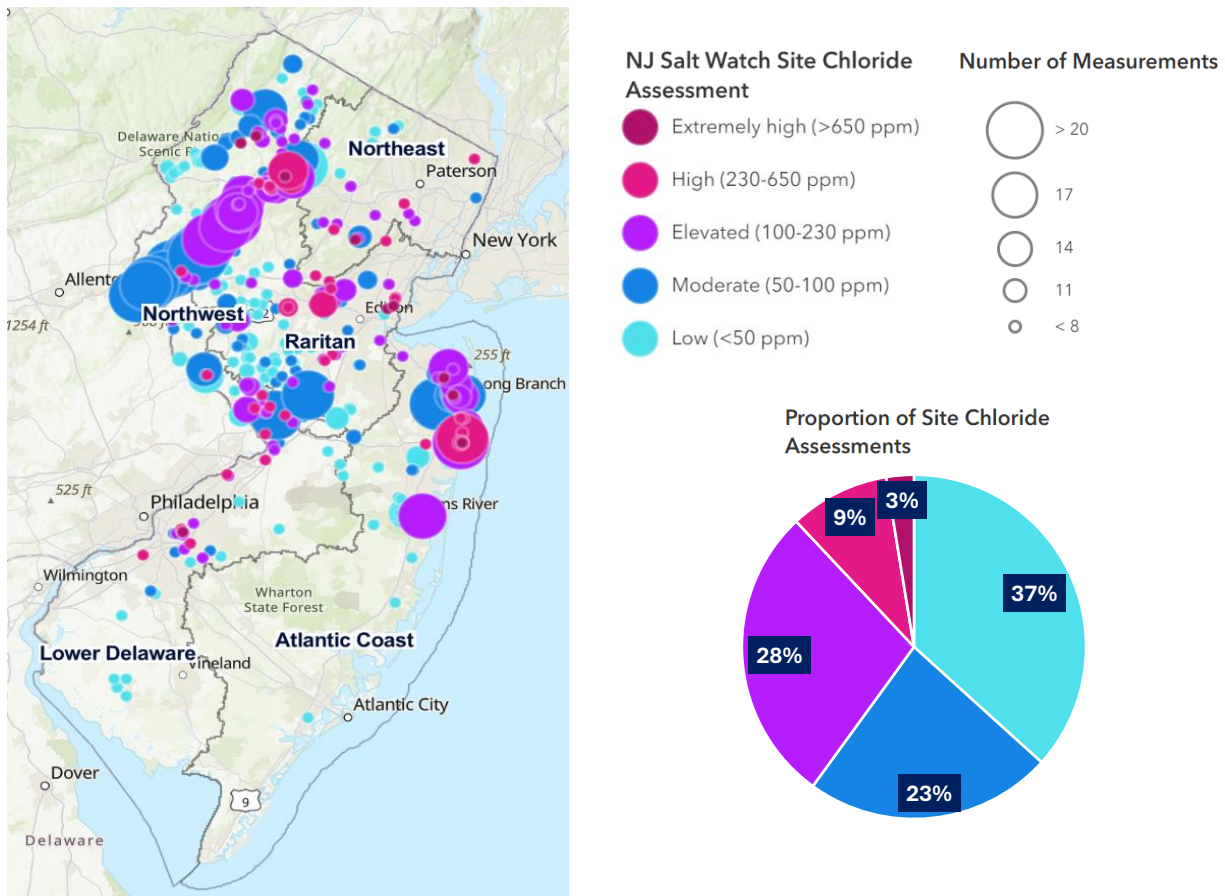 Delaware Natio
Scenic R
Northeast
Paterson
New York
Allento
Northwest
Edison
1254 ft
Raritan
255 ft
ong Branch
525 ft
Philadelphia
ns River
Wilmington
Wharton
State Forest
Atlantic Coast
Lower Delaware
Vineland
Atlantic City
Dover
9
Delaware
NJ Salt Watch Site Chloride
Assessment
Extremely high (>650 ppm)
High (230-650 ppm)
Elevated (100-230 ppm)
Moderate (50-100 ppm)
Low (<50 ppm)
Number of Measurements
> 20
17
14
11
< 8
Proportion of Site Chloride
Assessments
3%
9%
37%
28%
23%